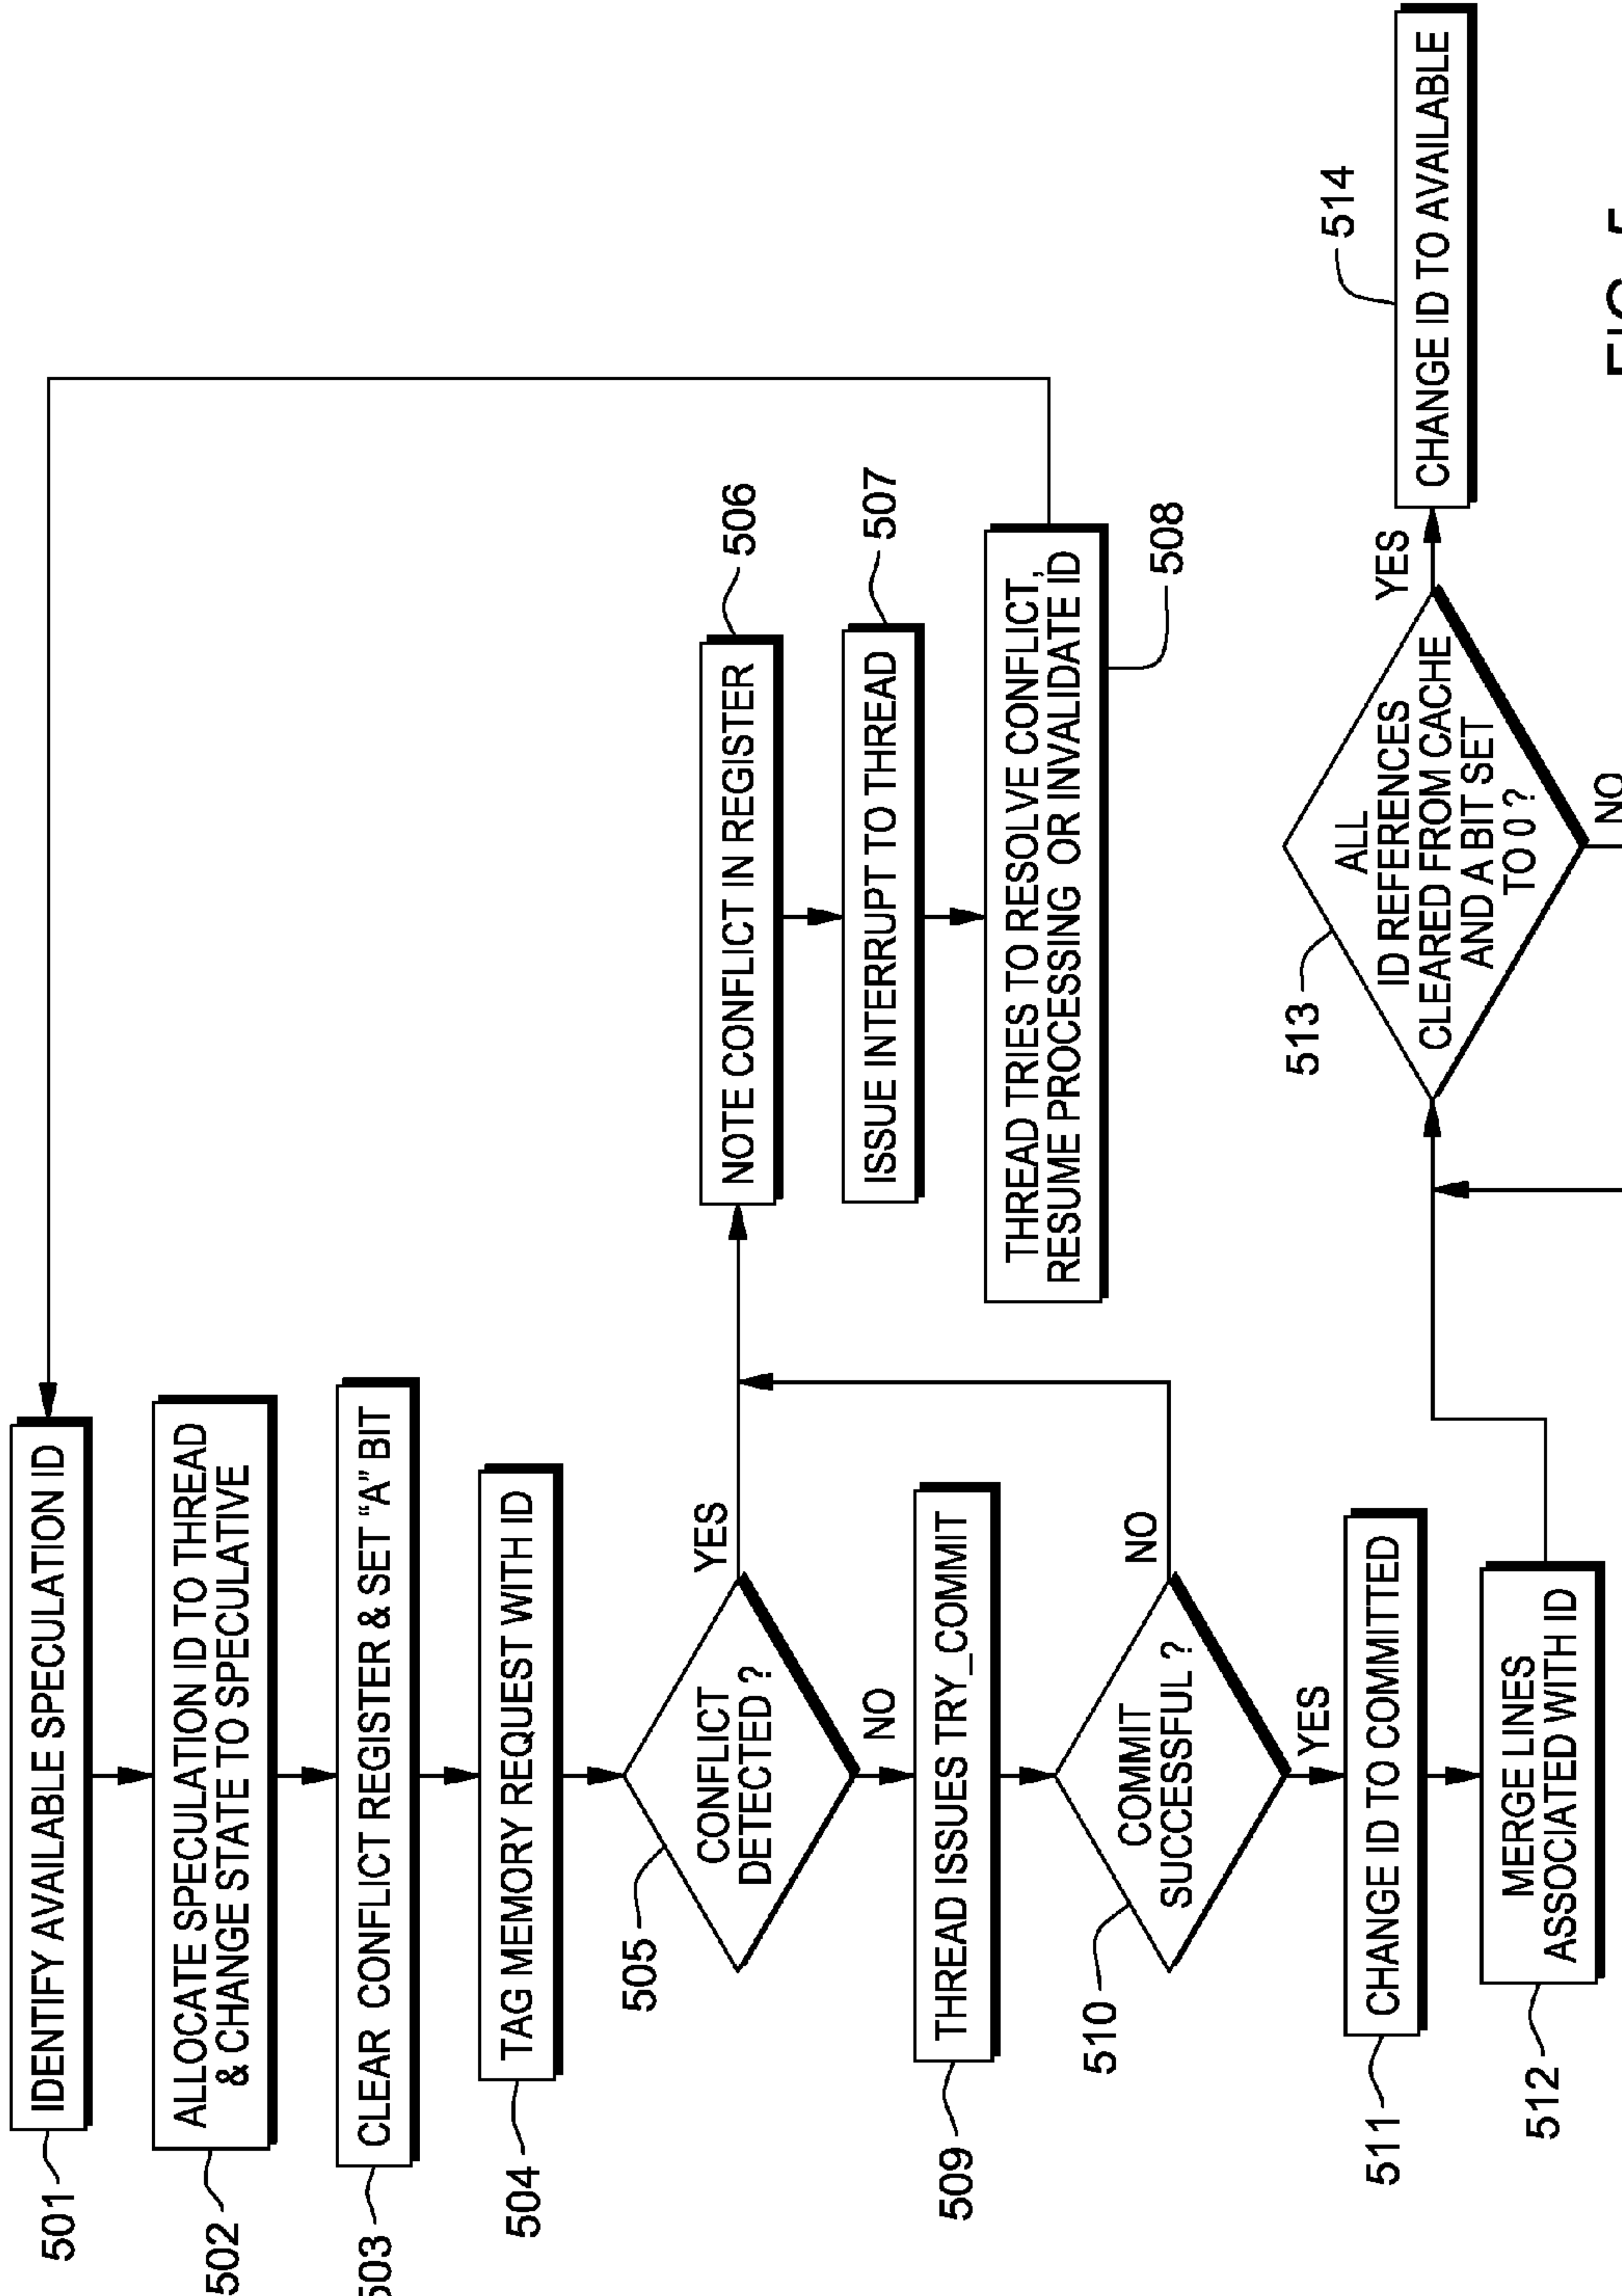 501
IDENTIFY AVAILABLE SPECULATION ID
502
ALLOCATE SPECULATION ID TO THREAD
& CHANGE STATE TO SPECULATIVE
503
CLEAR CONFLICT REGISTER & SET “A” BIT
504
TAG MEMORY REQUEST WITH ID
505
CONFLICT
DETECTED ?
YES
NO
506
NOTE CONFLICT IN REGISTER
507
ISSUE INTERRUPT TO THREAD
508
THREAD TRIES TO RESOLVE CONFLICT,
RESUME PROCESSING OR INVALIDATE ID
509
THREAD ISSUES TRY_COMMIT
510
COMMIT
SUCCESSFUL ?
NO
YES
511
CHANGE ID TO COMMITTED
512
MERGE LINES
ASSOCIATED WITH ID
513
ALL
ID REFERENCES
CLEARED FROM CACHE
AND A BIT SET
TO 0 ?
YES
NO
514
CHANGE ID TO AVAILABLE